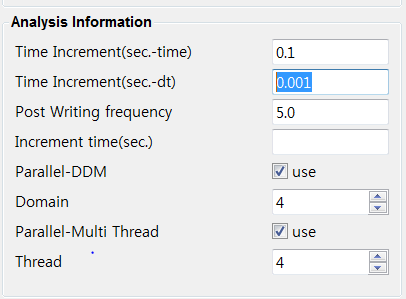 Analysis Information
Time Increment(sec.-time) 0.1
Time Increment(sec.-dt) 0.001
Post Writing frequency 5.0
Increment time(sec.)
Parallel-DDM use
Domain 4
Parallel-Multi Thread use
Thread 4